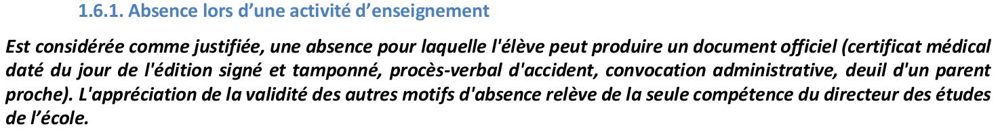 1.6.1. Absence lors d’une activité d’enseignement
Est considérée comme justifiée, une absence pour laquelle l'élève peut produire un document officiel (certificat médical
daté du jour de l'édition signé et tamponné, procès-verbal d'accident, convocation administrative, deuil d'un parent
proche). L'appréciation de la validité des autres motifs d'absence relève de la seule compétence du directeur des études
de l’école.